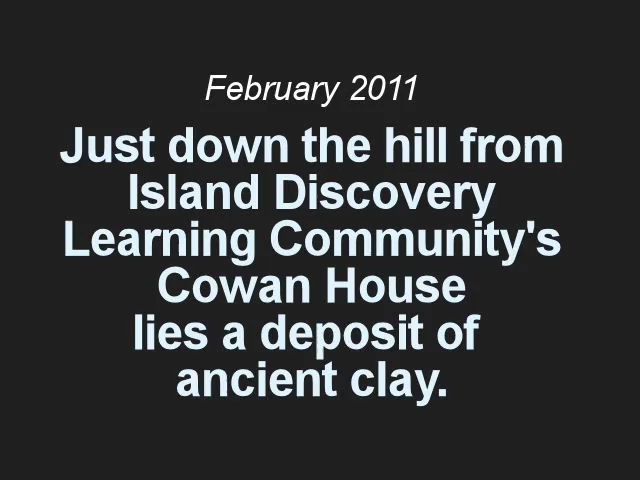 February 2011
Just down the hill from
Island Discovery
Learning Community's
Cowan House
lies a deposit of
ancient clay.